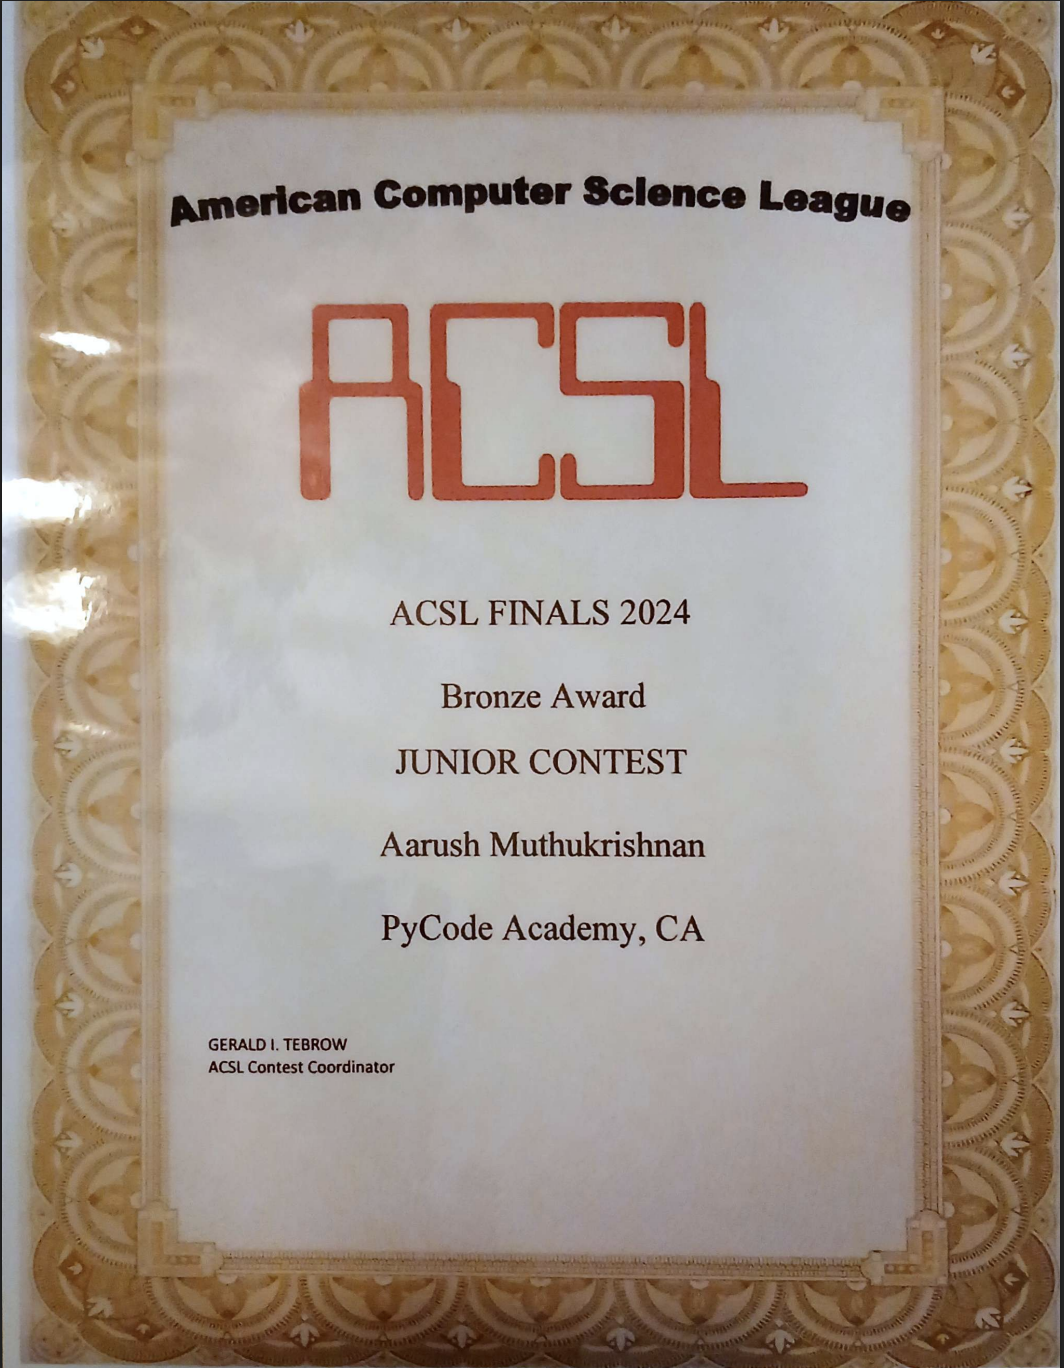 American Computer Science League
ACSL
ACSL FINALS 2024
Bronze Award
JUNIOR CONTEST
Aarush Muthukrishnan
PyCode Academy, CA
GERALD I. TEBROW
ACSL Contest Coordinator